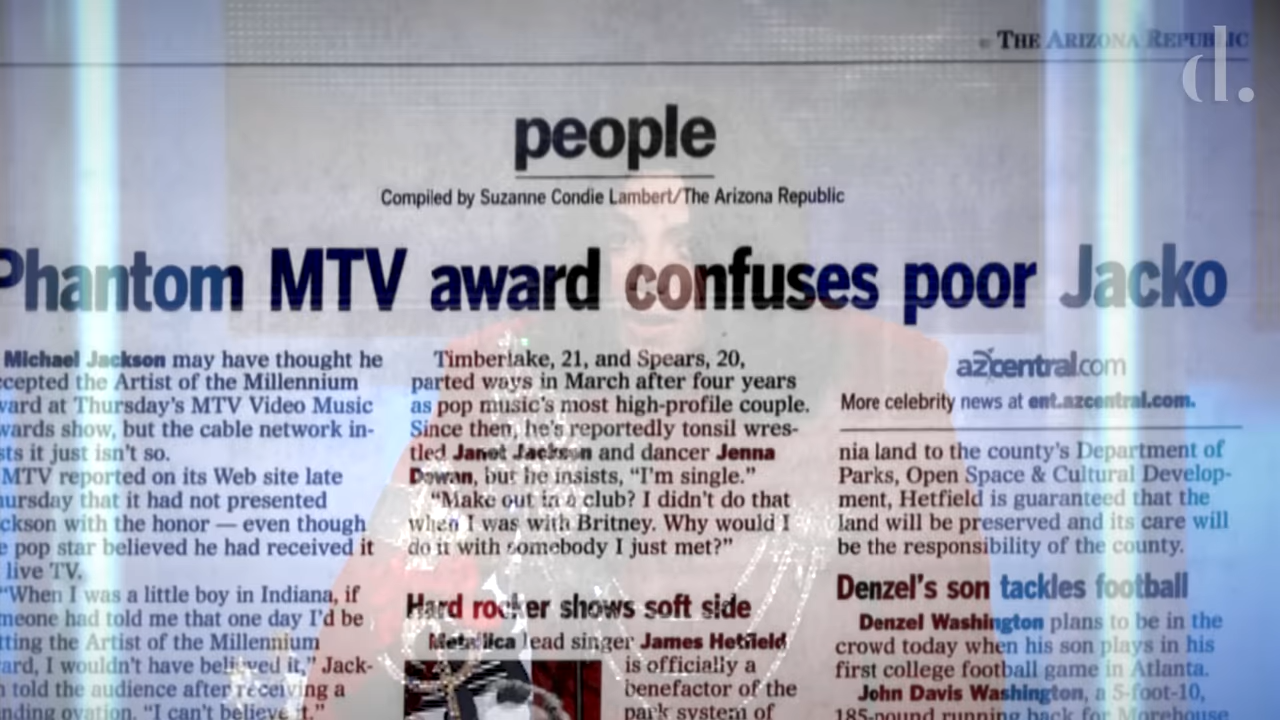 THE ARIZONA REPUBLIC
d.
people
Compiled by Suzanne Condie Lambert/The Arizona Republic
Phantom MTV award confuses poor Jacko
Michael Jackson may have thought he
ccepted the Artist of the Millennium
ward at Thursday's MTV Video Music
wards show, but the cable network in-
sts it just isn't so.
MTV reported on its Web site late
hursday that it had not presented
ckson with the honor — even though
e pop star believed he had received it
live TV.
"When I was a little boy in Indiana, if
meone had told me that one day I'd be
tting the Artist of the Millennium
ard, I wouldn't have believed it," Jack-
n told the audience after receiving a
nding ovation. "I can't believe it."
Timberlake, 21, and Spears, 20,
parted ways in March after four years
as pop music's most high-profile couple.
Since then, he's reportedly tonsil wres-
tled Janet Jackson and dancer Jenna
Dewan, but he insists, "I'm single."
"Make out in a club? I didn't do that
when I was with Britney. Why would I
do it with somebody I just met?"
Hard rocker shows soft side
Metallica lead singer James Hetfield
is officially a
benefactor of the
park system of
azcentral.com
More celebrity news at ent.azcentral.com.
nia land to the county's Department of
Parks, Open Space & Cultural Develop-
ment, Hetfield is guaranteed that the
land will be preserved and its care will
be the responsibility of the county.
Denzel's son tackles football
Denzel Washington plans to be in the
crowd today when his son plays in his
first college football game in Atlanta.
John David Washington, a 5-foot-10,
185-pound running back for Morehouse